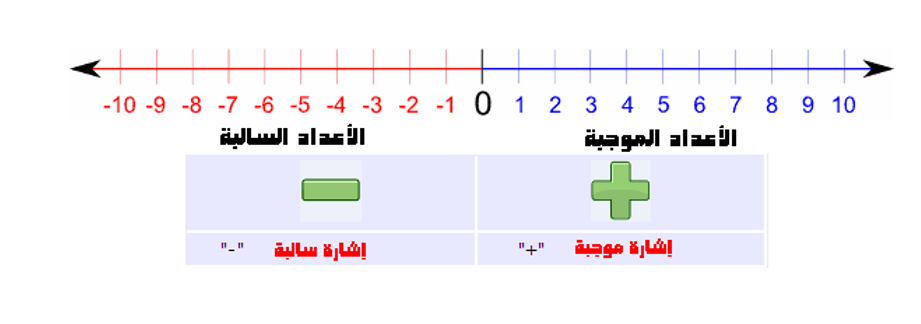 -10 -9 -8 -7 -6 -5 -4 -3 -2 -1 0 1 2 3 4 5 6 7 8 9 10
الأعداد الموجبة الأعداد السالبة
إشارة موجبة "+" إشارة سالبة "-"